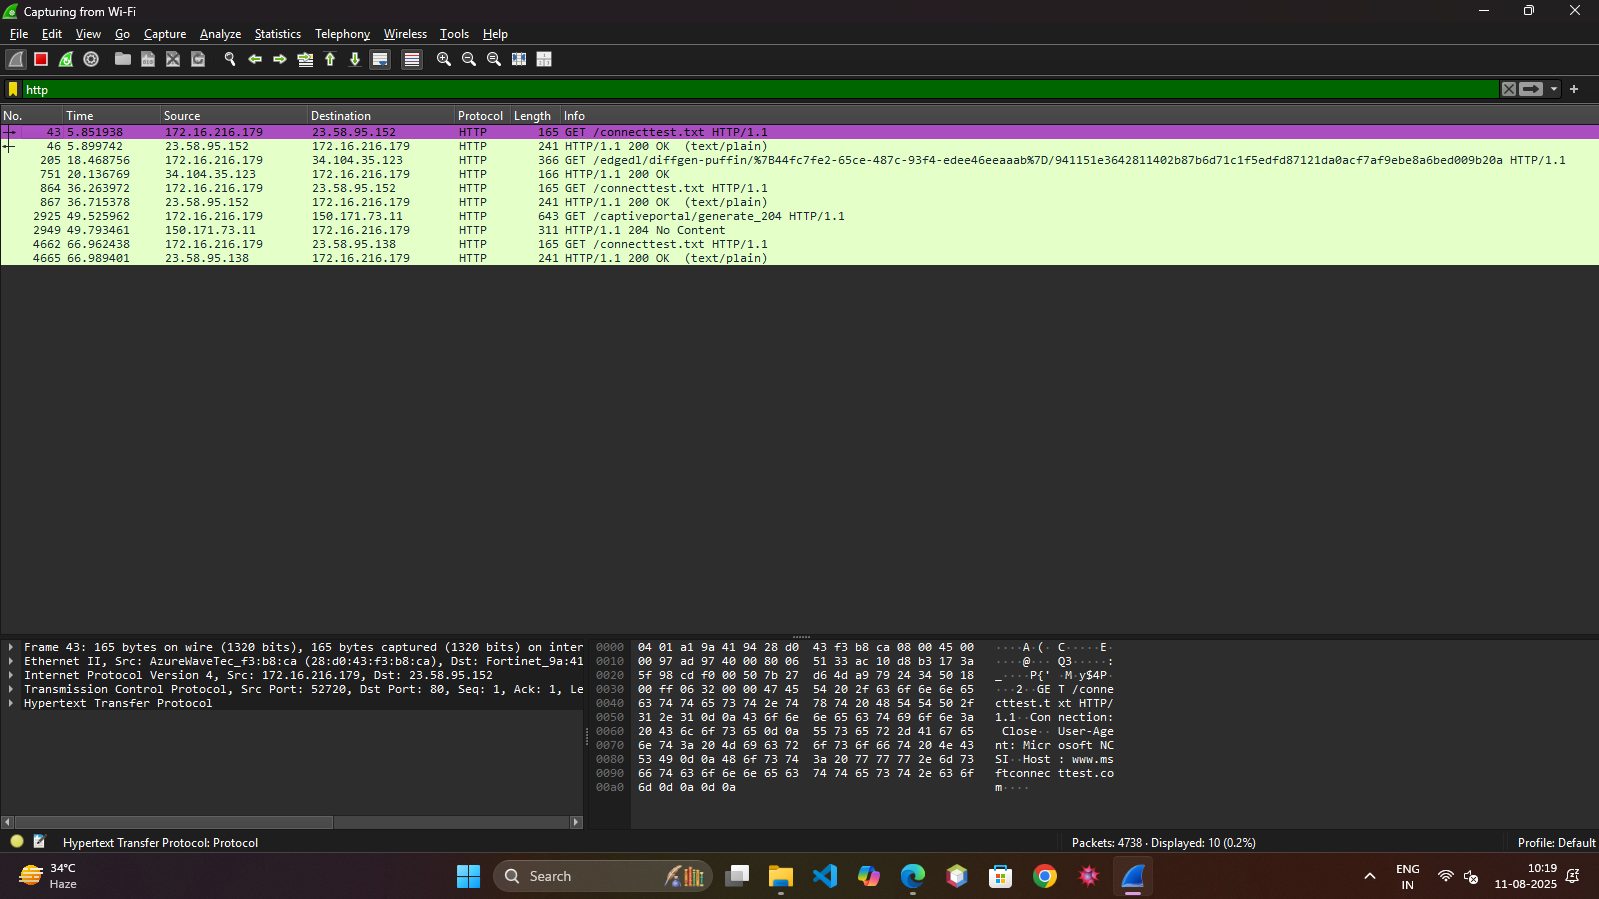 Capturing from Wi-Fi
File Edit View Go Capture Analyze Statistics Telephony Wireless Tools Help
http
No. Time Source Destination Protocol Length Info
43 5.851938 172.16.216.179 23.58.95.152 HTTP 165 GET /connecttest.txt HTTP/1.1
46 5.899742 23.58.95.152 172.16.216.179 HTTP 241 HTTP/1.1 200 OK (text/plain)
205 18.468756 172.16.216.179 34.104.35.123 HTTP 366 GET /edgedl/diffgen-puffin/%7B44fc7fe2-65ce-487c-93f4-edee46eeaaab%7D/941151e3642811402b87b6d71c1f5edfd87121da0acf7af9ebe8a6bed009b20a HTTP/1.1
751 20.136769 34.104.35.123 172.16.216.179 HTTP 166 HTTP/1.1 200 OK
864 36.263972 172.16.216.179 23.58.95.152 HTTP 165 GET /connecttest.txt HTTP/1.1
867 36.715378 23.58.95.152 172.16.216.179 HTTP 241 HTTP/1.1 200 OK (text/plain)
2925 49.525962 172.16.216.179 150.171.73.11 HTTP 643 GET /captiveportal/generate_204 HTTP/1.1
2949 49.793461 150.171.73.11 172.16.216.179 HTTP 311 HTTP/1.1 204 No Content
4662 66.962438 172.16.216.179 23.58.95.138 HTTP 165 GET /connecttest.txt HTTP/1.1
4665 66.989401 23.58.95.138 172.16.216.179 HTTP 241 HTTP/1.1 200 OK (text/plain)
Frame 43: 165 bytes on wire (1320 bits), 165 bytes captured (1320 bits) on inter
Ethernet II, Src: AzureWaveTec_f3:b8:ca (28:d0:43:f3:b8:ca), Dst: Fortinet_9a:41
Internet Protocol Version 4, Src: 172.16.216.179, Dst: 23.58.95.152
Transmission Control Protocol, Src Port: 52720, Dst Port: 80, Seq: 1, Ack: 1, Le
Hypertext Transfer Protocol
0000 04 01 a1 9a 41 94 28 d0 43 f3 b8 ca 08 00 45 00 ····A·(· C·····E·
0010 00 97 ad 97 40 00 80 06 51 33 ac 10 d8 b3 17 3a ····@··· Q3·····:
0020 5f 98 cd f0 00 50 7b 27 d6 4d a9 79 24 34 50 18 _····P{' ·M·y$4P·
0030 00 ff 06 32 00 00 47 45 54 20 2f 63 6f 6e 6e 65 ···2··GE T /conne
0040 63 74 74 65 73 74 2e 74 78 74 20 48 54 54 50 2f cttest.t xt HTTP/
0050 31 2e 31 0d 0a 43 6f 6e 6e 65 63 74 69 6f 6e 3a 1.1··Con nection:
0060 20 43 6c 6f 73 65 0d 0a 55 73 65 72 2d 41 67 65 Close·· User-Age
0070 6e 74 3a 20 4d 69 63 72 6f 73 6f 66 74 20 4e 43 nt: Micr osoft NC
0080 53 49 0d 0a 48 6f 73 74 3a 20 77 77 77 2e 6d 73 SI··Host : www.ms
0090 66 74 63 6f 6e 6e 65 63 74 74 65 73 74 2e 63 6f ftconnec ttest.co
00a0 6d 0d 0a 0d 0a m····
Hypertext Transfer Protocol: Protocol
Packets: 4738 · Displayed: 10 (0.2%)
Profile: Default
34°C
Haze
Search
ENG
IN
10:19
11-08-2025